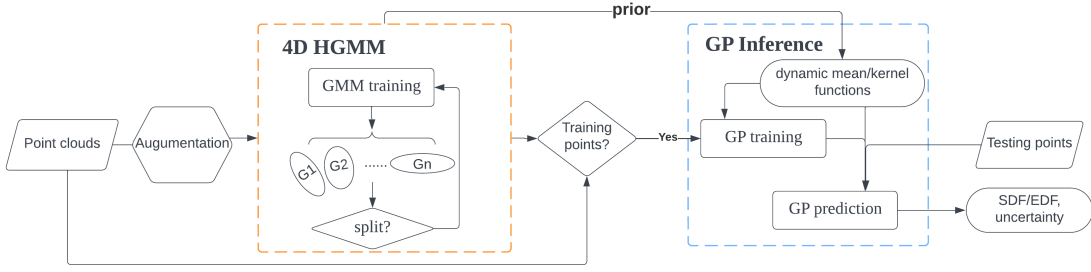 prior
4D HGMM
GP Inference
GMM training
dynamic mean/kernel
functions
Point clouds
Augumentation
G1
G2
......
Gn
split?
Training
points?
Yes
GP training
Testing points
GP prediction
SDF/EDF,
uncertainty